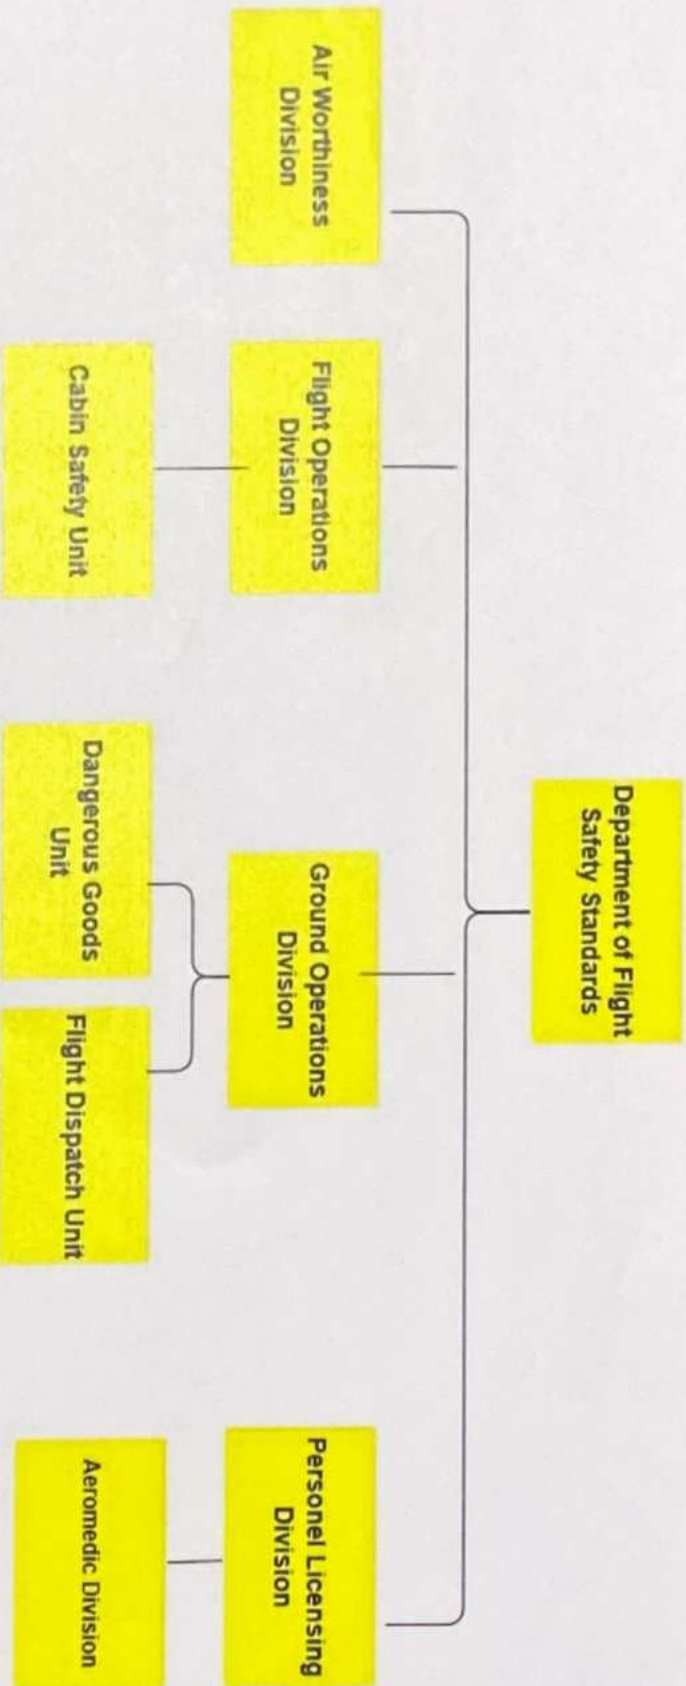 Department of Flight
Safety Standards
Air Worthiness
Division
Flight Operations
Division
Ground Operations
Division
Personel Licensing
Division
Cabin Safety Unit
Dangerous Goods
Unit
Flight Dispatch Unit
Aeromedic Division